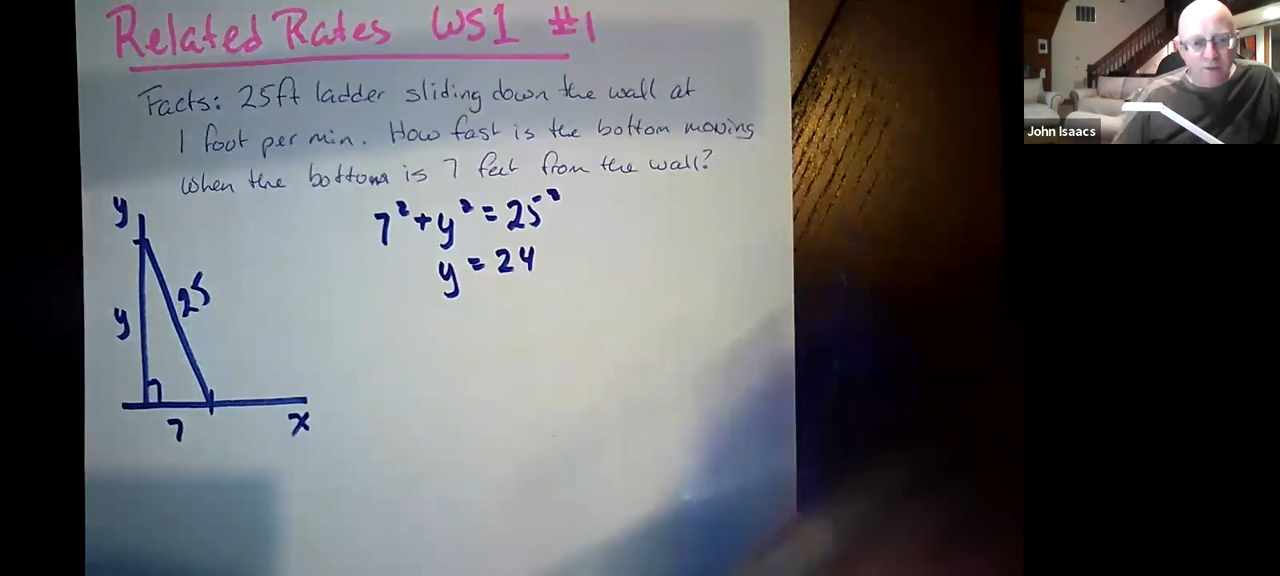 Related Rates WS1 #1
Facts: 25ft ladder sliding down the wall at
1 foot per min. How fast is the bottom moving
when the bottom is 7 feet from the wall?
y
7² + y² = 25²
y = 24
25
y
7
x
John Isaacs